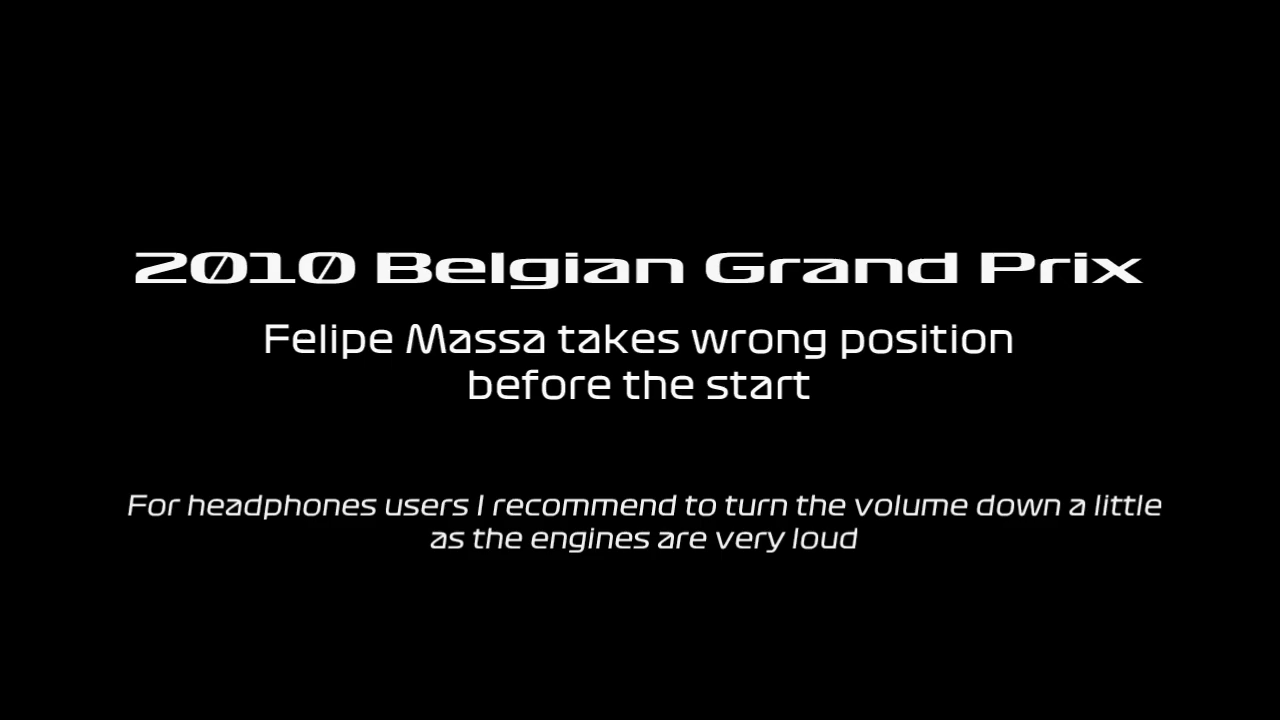 2010 Belgian Grand Prix
Felipe Massa takes wrong position
before the start
For headphones users I recommend to turn the volume down a little
as the engines are very loud